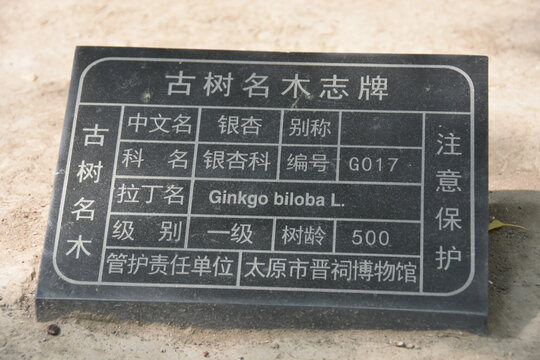 古树名木志牌
古树名木
中文名 银杏 别称
科 名 银杏科 编号 G017
拉丁名 Ginkgo biloba L.
级 别 一级 树龄 500
管护责任单位 太原市晋祠博物馆
注意保护